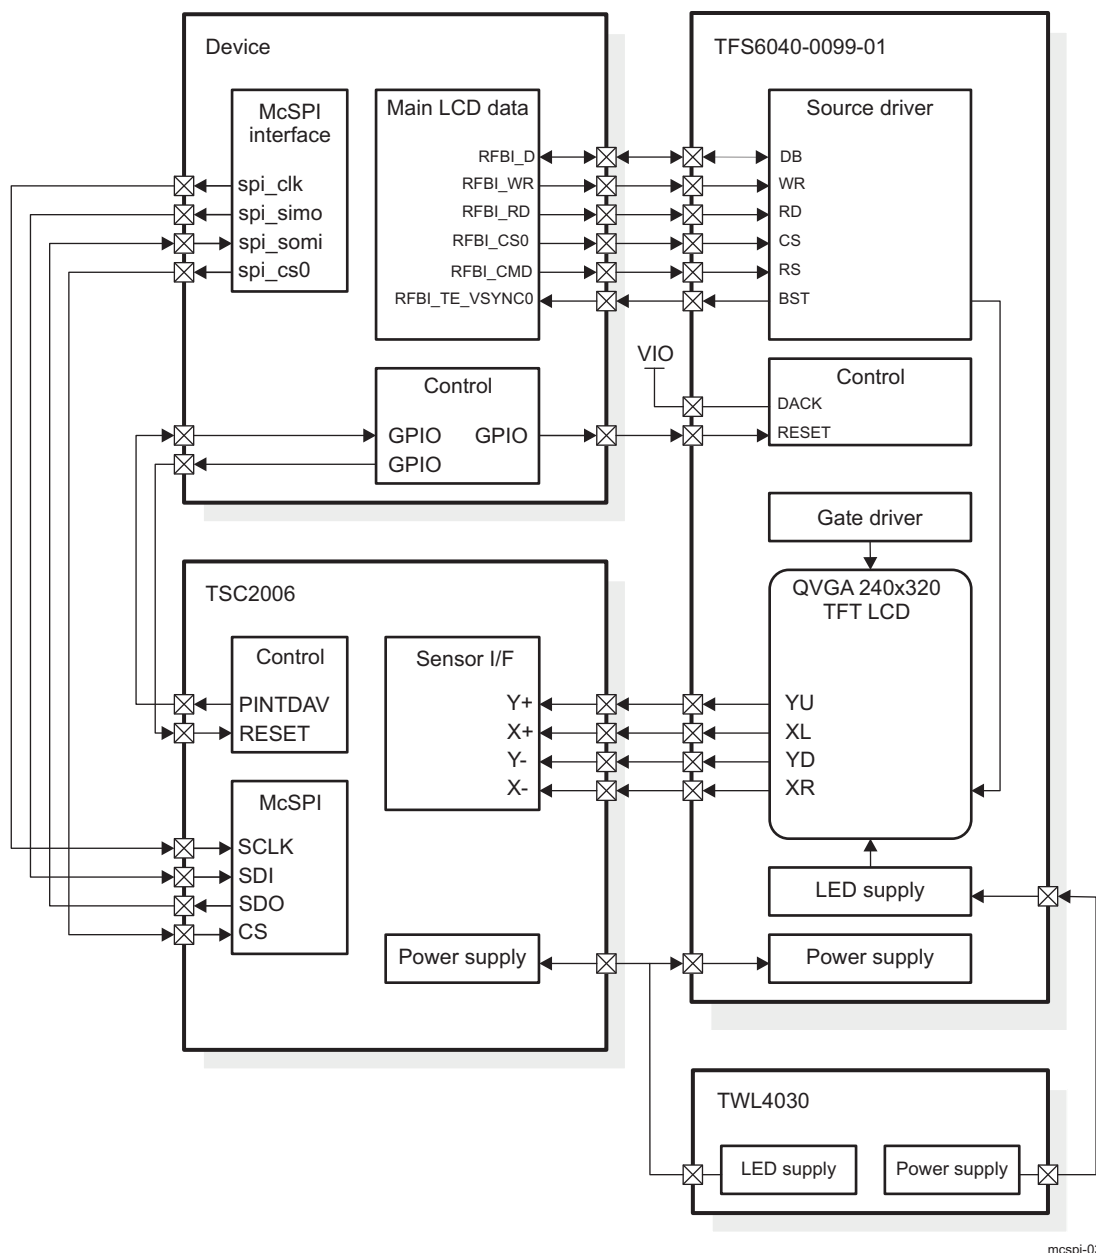 Device
McSPI
interface
spi_clk
spi_simo
spi_somi
spi_cs0
Main LCD data
RFBI_D
RFBI_WR
RFBI_RD
RFBI_CS0
RFBI_CMD
RFBI_TE_VSYNC0
Control
GPIO GPIO
GPIO
TFS6040-0099-01
Source driver
DB
WR
RD
CS
RS
BST
VIO
Control
DACK
RESET
Gate driver
QVGA 240x320
TFT LCD
YU
XL
YD
XR
LED supply
Power supply
TSC2006
Control
PINTDAV
RESET
Sensor I/F
Y+
X+
Y-
X-
McSPI
SCLK
SDI
SDO
CS
Power supply
TWL4030
LED supply
Power supply